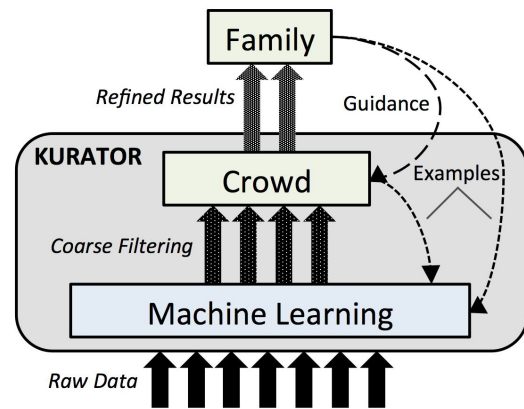 Family
Refined Results
Guidance
KURATOR
Crowd
Examples
Coarse Filtering
Machine Learning
Raw Data